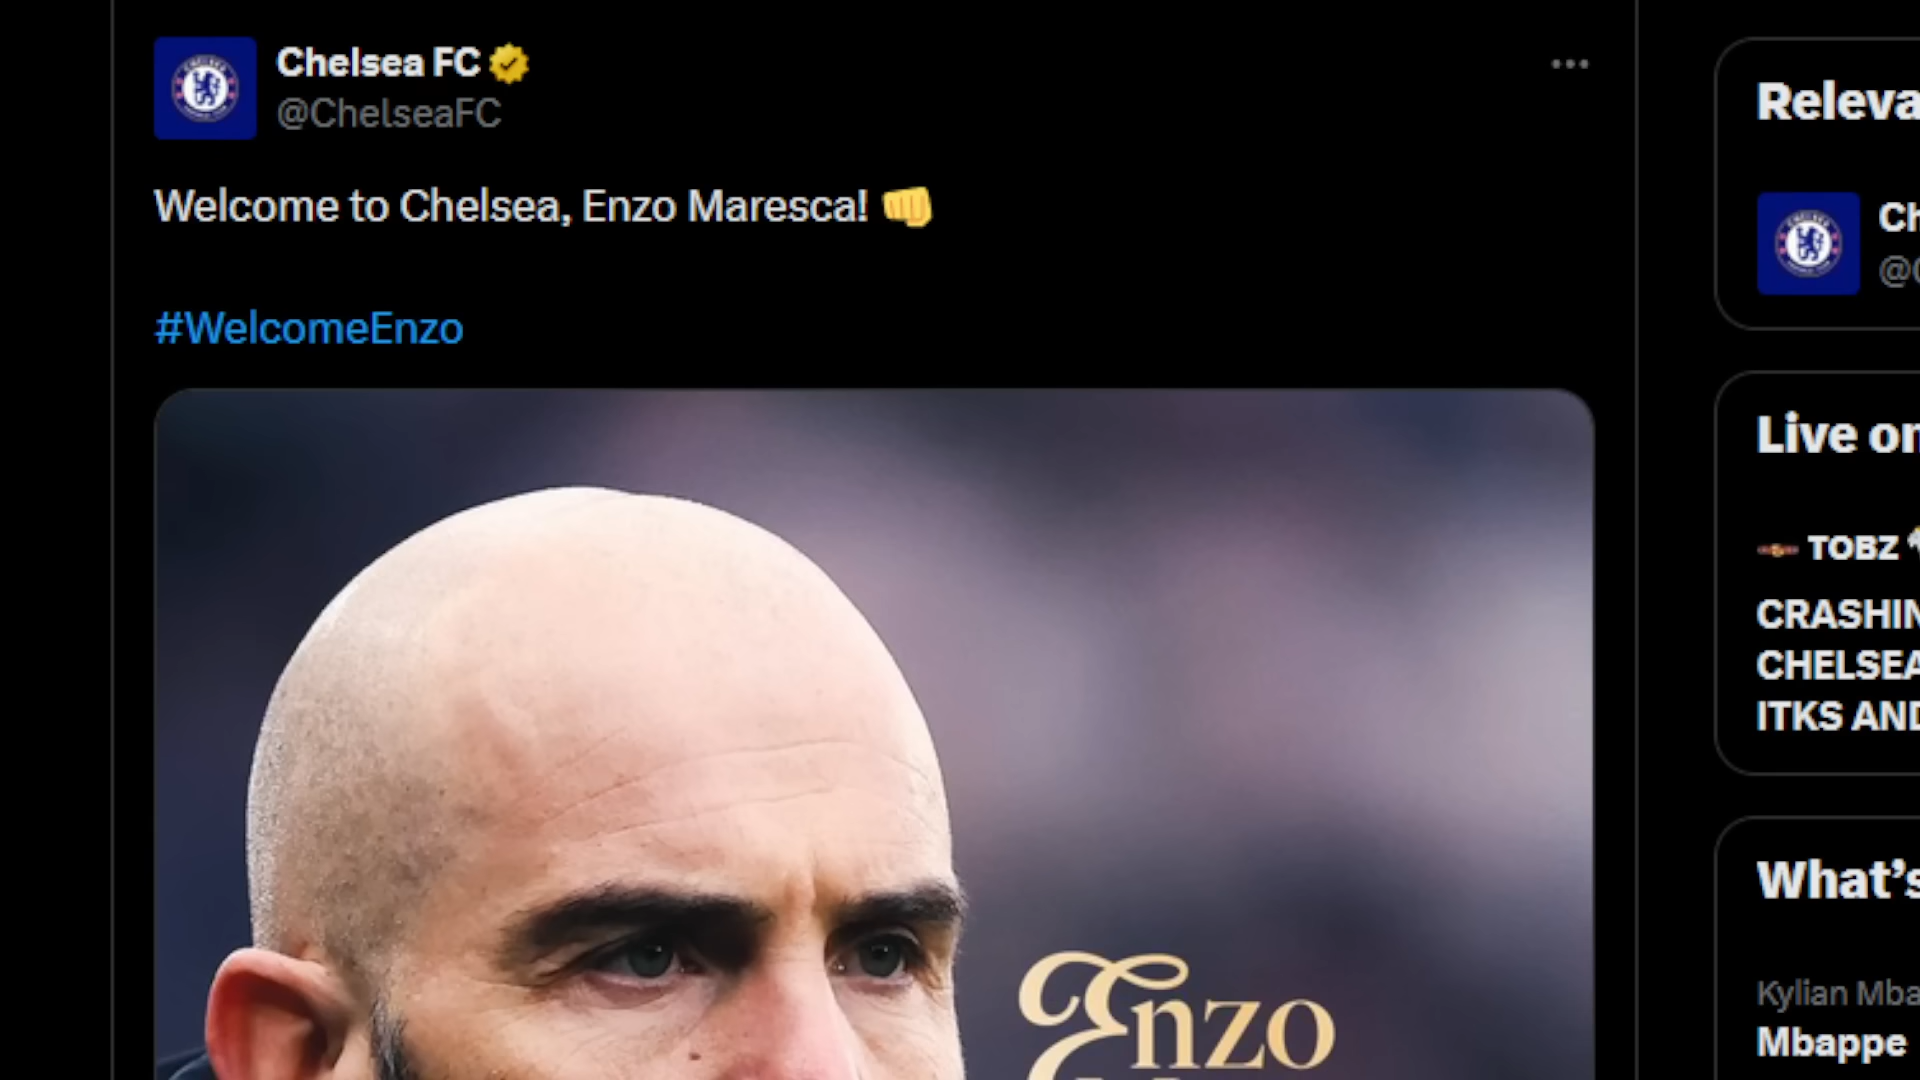 Chelsea FC
@ChelseaFC
Welcome to Chelsea, Enzo Maresca!
#WelcomeEnzo
Enzo
Releva
Ch
@C
Live on
TOBZ
CRASHIN
CHELSEA
ITKS AND
What's
Kylian Mba
Mbappe